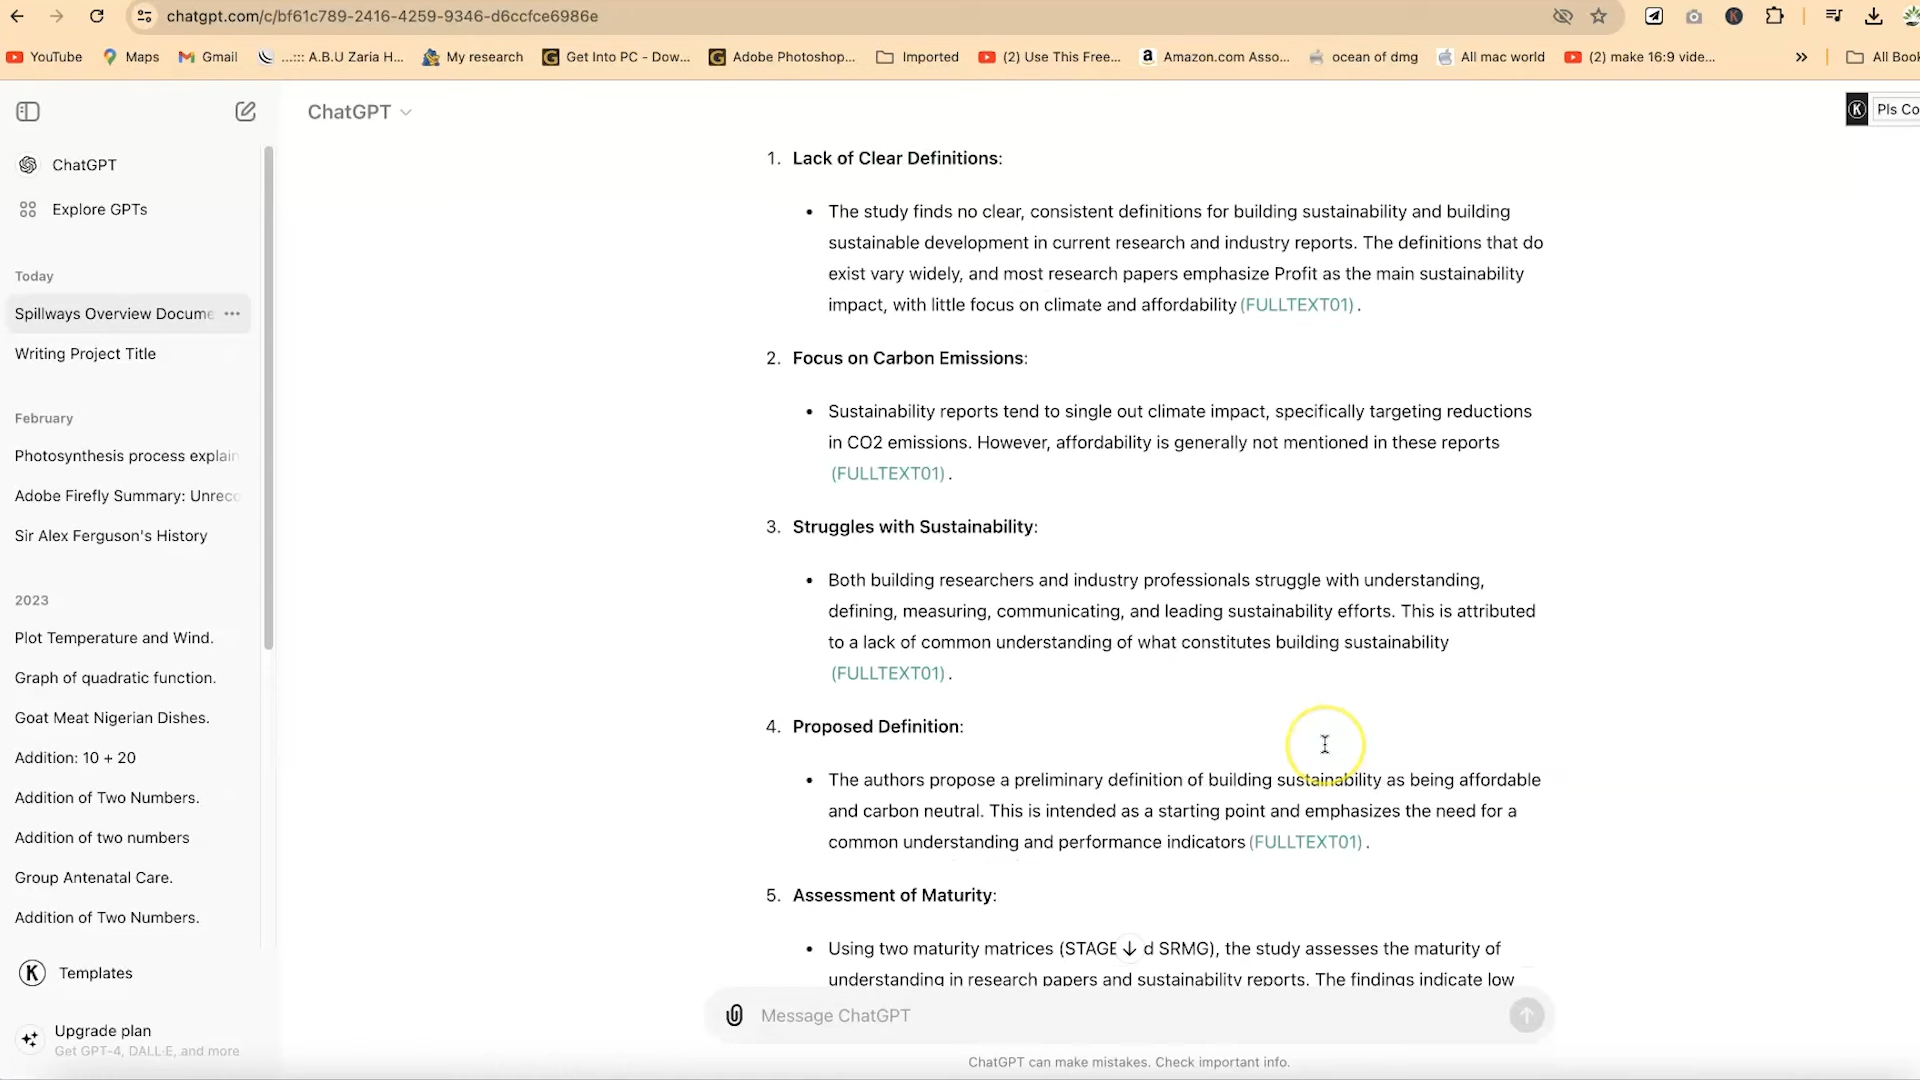 chatgpt.com/c/bf61c789-2416-4259-9346-d6ccfce6986e
YouTube
Maps
Gmail
...::: A.B.U Zaria H...
My research
Get Into PC - Dow...
Adobe Photoshop...
Imported
(2) Use This Free...
Amazon.com Asso...
ocean of dmg
All mac world
(2) make 16:9 vide...
»
All Book
ChatGPT
Pls Co
ChatGPT
Explore GPTs
Today
Spillways Overview Docume
Writing Project Title
February
Photosynthesis process explain
Adobe Firefly Summary: Unreco
Sir Alex Ferguson's History
2023
Plot Temperature and Wind.
Graph of quadratic function.
Goat Meat Nigerian Dishes.
Addition: 10 + 20
Addition of Two Numbers.
Addition of two numbers
Group Antenatal Care.
Addition of Two Numbers.
K Templates
Upgrade plan
Get GPT-4, DALL·E, and more
1. Lack of Clear Definitions:
• The study finds no clear, consistent definitions for building sustainability and building
sustainable development in current research and industry reports. The definitions that do
exist vary widely, and most research papers emphasize Profit as the main sustainability
impact, with little focus on climate and affordability (FULLTEXT01).
2. Focus on Carbon Emissions:
• Sustainability reports tend to single out climate impact, specifically targeting reductions
in CO2 emissions. However, affordability is generally not mentioned in these reports
(FULLTEXT01).
3. Struggles with Sustainability:
• Both building researchers and industry professionals struggle with understanding,
defining, measuring, communicating, and leading sustainability efforts. This is attributed
to a lack of common understanding of what constitutes building sustainability
(FULLTEXT01).
4. Proposed Definition:
• The authors propose a preliminary definition of building sustainability as being affordable
and carbon neutral. This is intended as a starting point and emphasizes the need for a
common understanding and performance indicators (FULLTEXT01).
5. Assessment of Maturity:
• Using two maturity matrices (STAGE d SRMG), the study assesses the maturity of
understanding in research papers and sustainability reports. The findings indicate low
Message ChatGPT
ChatGPT can make mistakes. Check important info.